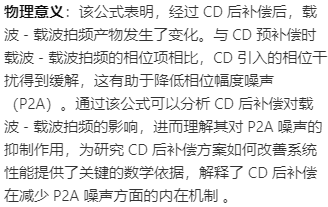 物理意义：该公式表明，经过 CD 后补偿后，载
波 - 载波拍频产物发生了变化。与 CD 预补偿时
载波 - 载波拍频的相位项相比，CD 引入的相位干
扰得到缓解，这有助于降低相位幅度噪声
（P2A）。通过该公式可以分析 CD 后补偿对载
波 - 载波拍频的影响，进而理解其对 P2A 噪声的
抑制作用，为研究 CD 后补偿方案如何改善系统
性能提供了关键的数学依据，解释了 CD 后补偿
在减少 P2A 噪声方面的内在机制 。